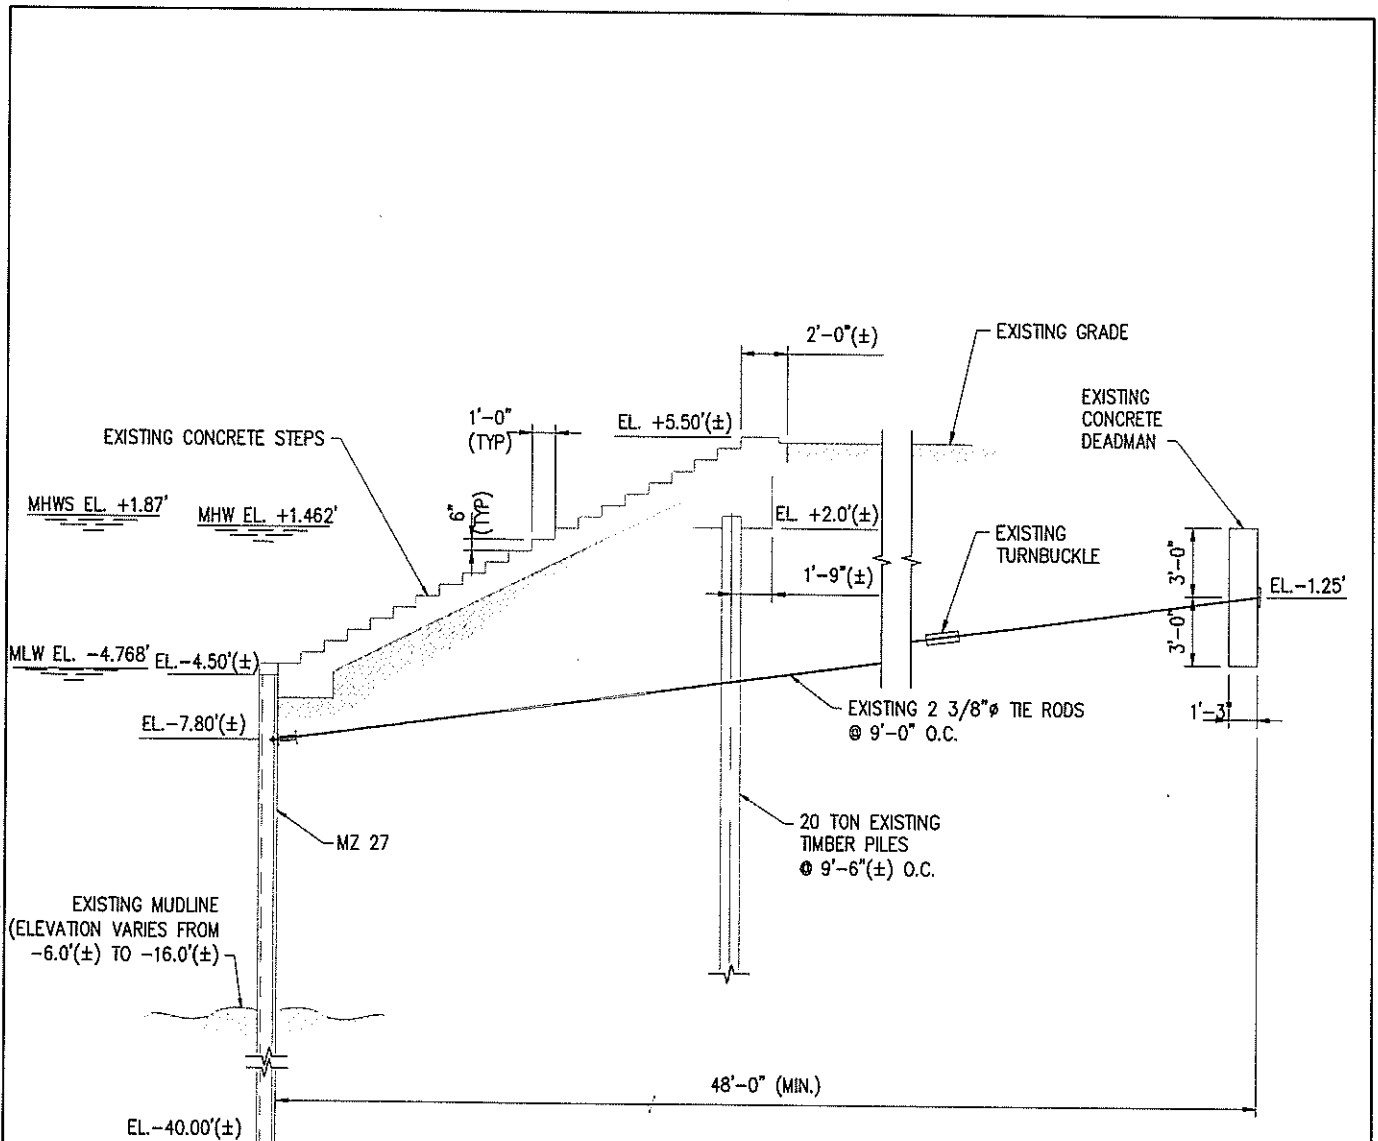 2'-0"(±)
EXISTING GRADE
EXISTING
CONCRETE
DEADMAN
1'-0"
(TYP)
EL. +5.50'(±)
EXISTING CONCRETE STEPS
MHWS EL. +1.87'
MHW EL. +1.462'
6"
(TYP)
EL. +2.0'(±)
EXISTING
TURNBUCKLE
1'-9"(±)
3'-0"
EL.-1.25'
3'-0"
MLW EL. -4.768'
EL.-4.50'(±)
EL.-7.80'(±)
EXISTING 2 3/8"ø TIE RODS
@ 9'-0" O.C.
1'-3"
MZ 27
20 TON EXISTING
TIMBER PILES
@ 9'-6"(±) O.C.
EXISTING MUDLINE
(ELEVATION VARIES FROM
-6.0'(±) TO -16.0'(±)
48'-0" (MIN.)
EL.-40.00'(±)